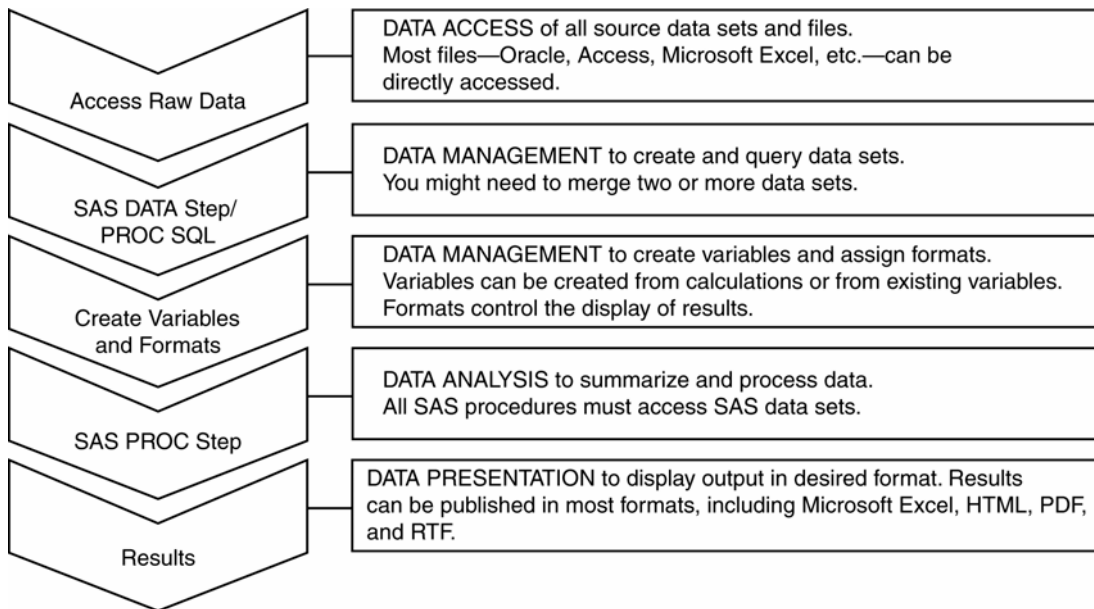 DATA ACCESS of all source data sets and files.
Most files—Oracle, Access, Microsoft Excel, etc.—can be
directly accessed.
Access Raw Data
DATA MANAGEMENT to create and query data sets.
You might need to merge two or more data sets.
SAS DATA Step/
PROC SQL
DATA MANAGEMENT to create variables and assign formats.
Variables can be created from calculations or from existing variables.
Formats control the display of results.
Create Variables
and Formats
DATA ANALYSIS to summarize and process data.
All SAS procedures must access SAS data sets.
SAS PROC Step
DATA PRESENTATION to display output in desired format. Results
can be published in most formats, including Microsoft Excel, HTML, PDF,
and RTF.
Results